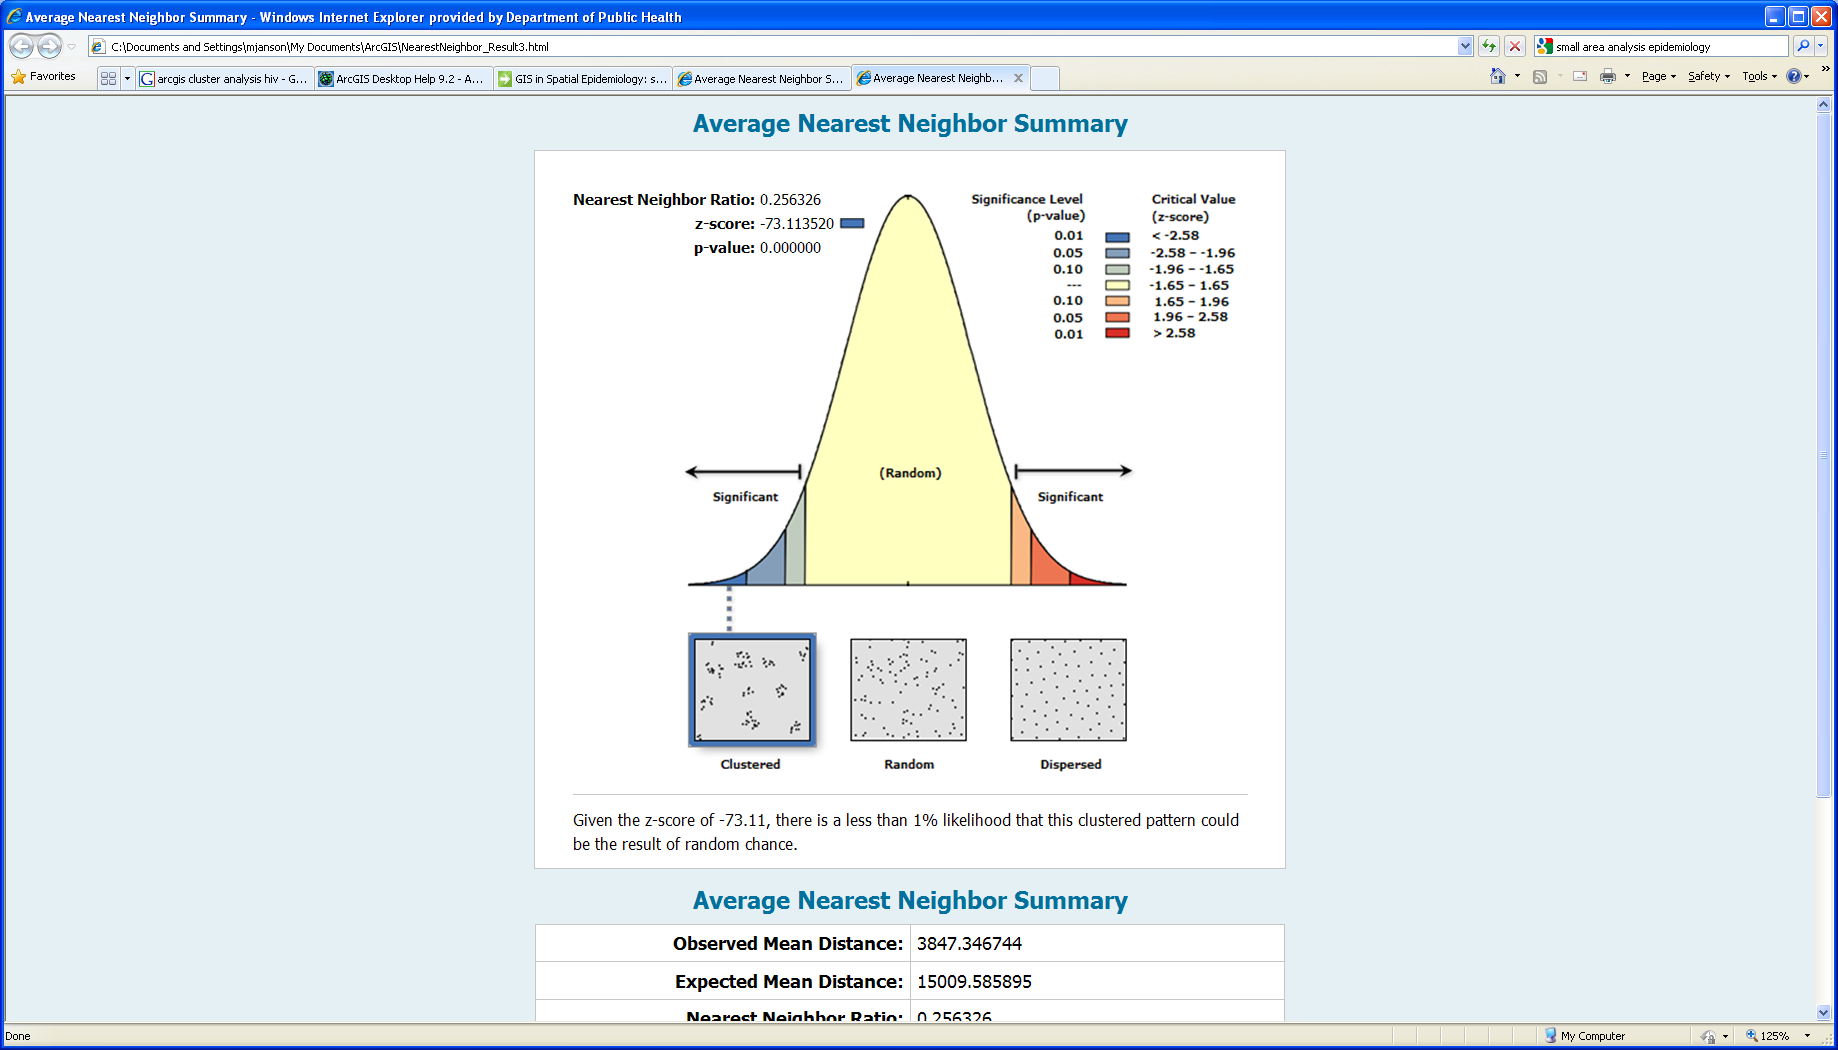 Average Nearest Neighbor Summary - Windows Internet Explorer provided by Department of Public Health
C:\Documents and Settings\mjanson\My Documents\ArcGIS\NearestNeighbor_Result3.html
small area analysis epidemiology
Favorites
arcgis cluster analysis hiv - G...
ArcGIS Desktop Help 9.2 - A...
GIS in Spatial Epidemiology: s...
Average Nearest Neighbor S...
Average Nearest Neighb...
Page
Safety
Tools
Average Nearest Neighbor Summary
Nearest Neighbor Ratio: 0.256326
z-score: -73.113520
p-value: 0.000000
Significance Level (p-value)
Critical Value (z-score)
0.01 < -2.58
0.05 -2.58 – -1.96
0.10 -1.96 – -1.65
--- -1.65 – 1.65
0.10 1.65 – 1.96
0.05 1.96 – 2.58
0.01 > 2.58
(Random)
Significant
Significant
Clustered
Random
Dispersed
Given the z-score of -73.11, there is a less than 1% likelihood that this clustered pattern could
be the result of random chance.
Average Nearest Neighbor Summary
Observed Mean Distance: 3847.346744
Expected Mean Distance: 15009.585895
Nearest Neighbor Ratio: 0.256326
Done
My Computer
125%